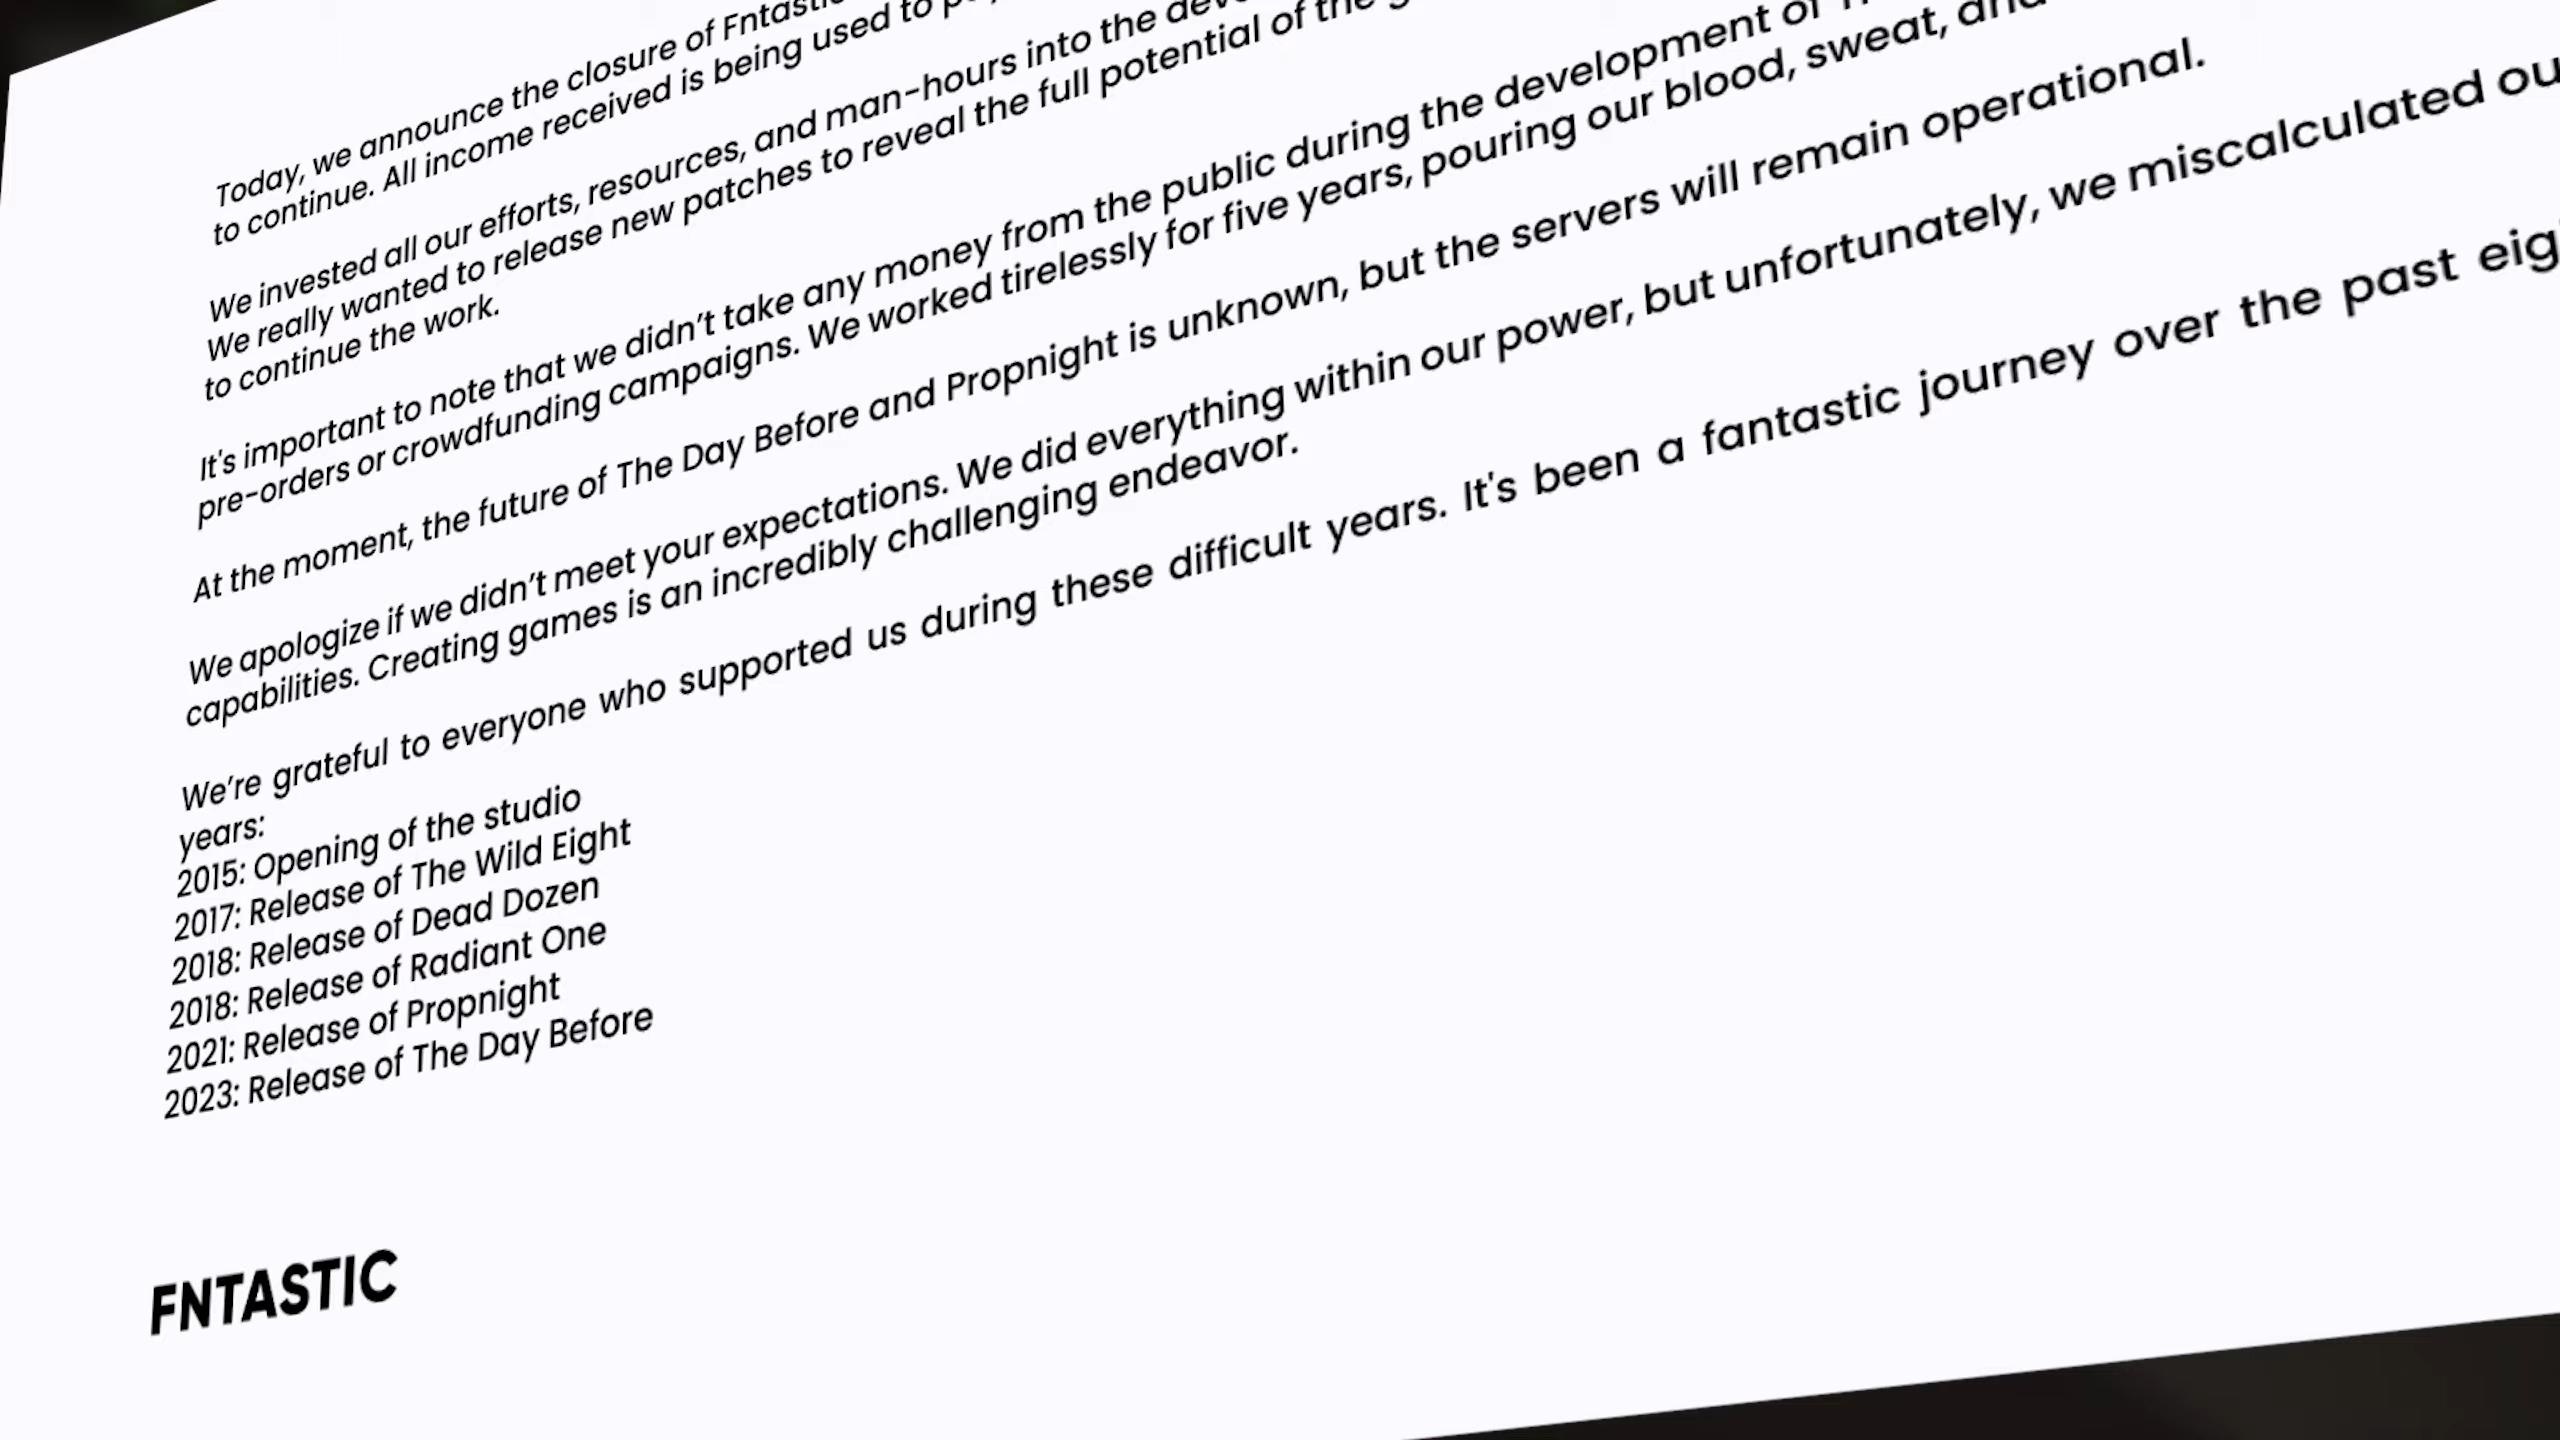 Today, we announce the closure of
to continue. All income received is being used to
We invested all our efforts, resources, and man-hours into the
We really wanted to release new patches to reveal the full potential of the
to continue the work.
It's important to note that we didn't take any money from the public during the development of
pre-orders or crowdfunding campaigns. We worked tirelessly for five years, pouring our blood, sweat, and
At the moment, the future of The Day Before and Propnight is unknown, but the servers will remain operational.
We apologize if we didn't meet your expectations. We did everything within our power, but unfortunately, we miscalculated
capabilities. Creating games is an incredibly challenging endeavor.
We're grateful to everyone who supported us during these difficult years. It's been a fantastic journey over the past
years:
2015: Opening of the studio
2017: Release of The Wild Eight
2018: Release of Dead Dozen
2018: Release of Radiant One
2021: Release of Propnight
2023: Release of The Day Before
FNTASTIC